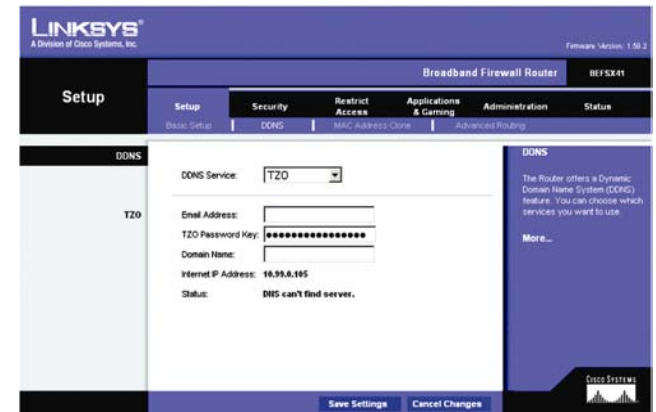 LINKSYS®
A Division of Cisco Systems, Inc.
Firmware Version: 1.50.2
Broadband Firewall Router BEFSX41
Setup
Setup Security Restrict Access Applications & Gaming Administration Status
Basic Setup DDNS MAC Address Clone Advanced Routing
DDNS
DDNS Service: TZO
TZO
Email Address:
TZO Password Key:
Domain Name:
Internet IP Address: 10.99.0.105
Status: DNS can't find server.
DDNS
The Router offers a Dynamic
Domain Name System (DDNS)
feature. You can choose which
services you want to use.
More...
Save Settings Cancel Changes
CISCO SYSTEMS